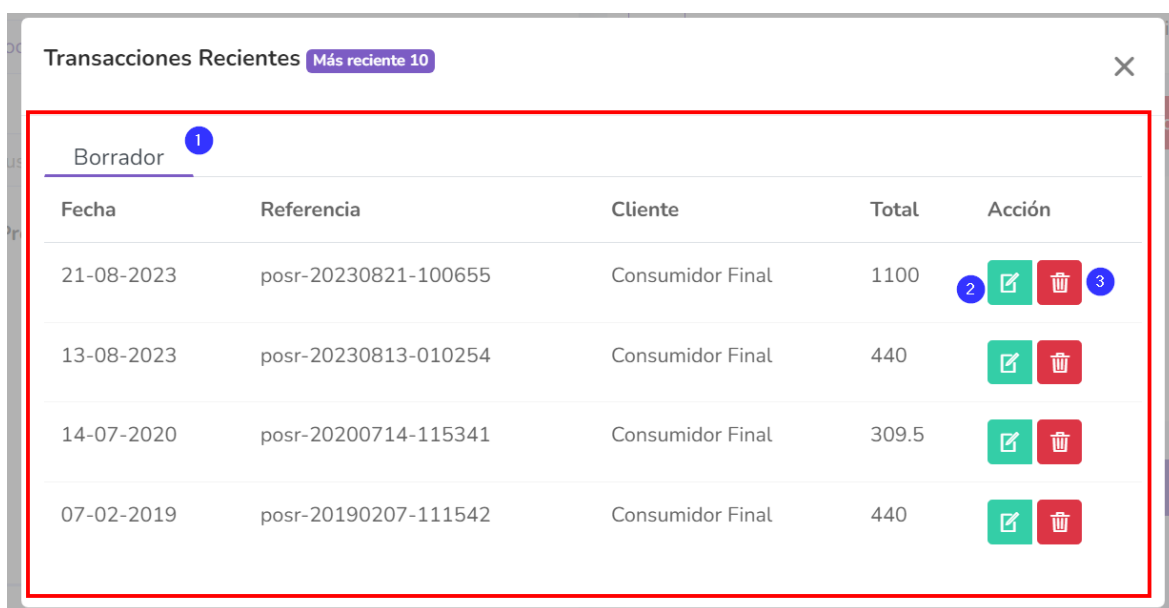 Transacciones Recientes Más reciente 10
1
Borrador
Fecha Referencia Cliente Total Acción
21-08-2023 posr-20230821-100655 Consumidor Final 1100 2 3
13-08-2023 posr-20230813-010254 Consumidor Final 440
14-07-2020 posr-20200714-115341 Consumidor Final 309.5
07-02-2019 posr-20190207-111542 Consumidor Final 440